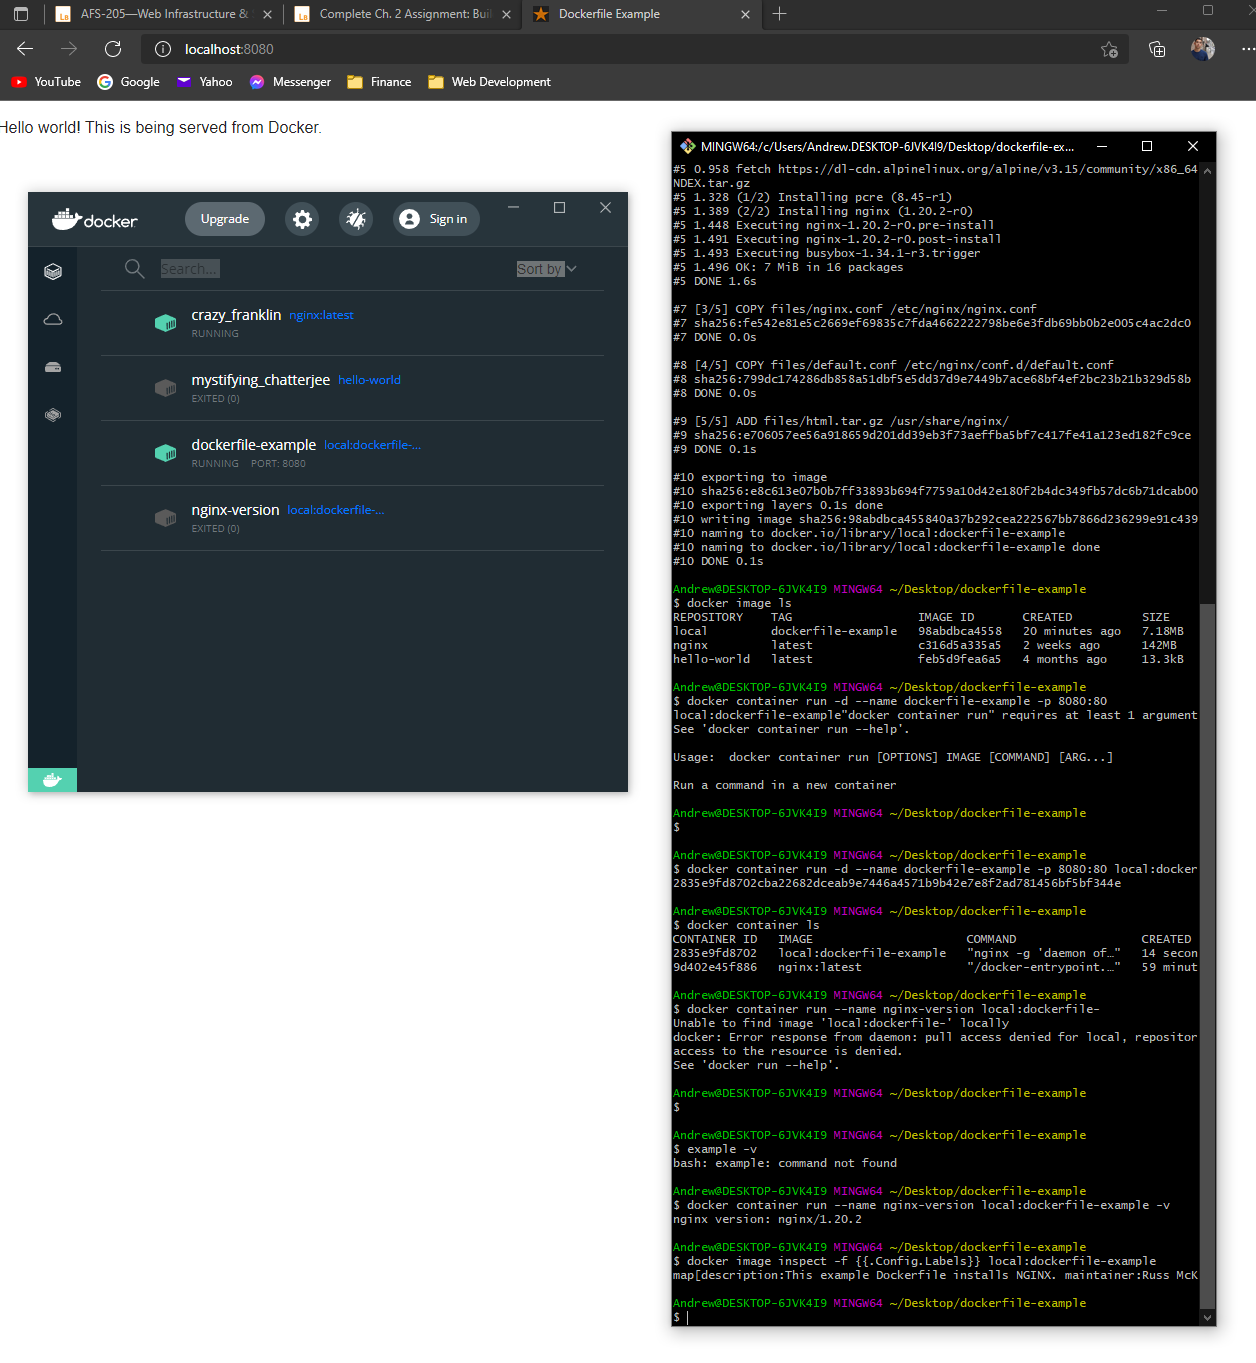 AFS-205—Web Infrastructure &
Complete Ch. 2 Assignment: Buil
Dockerfile Example
localhost:8080
YouTube
Google
Yahoo
Messenger
Finance
Web Development
Hello world! This is being served from Docker.
docker
Upgrade
Sign in
Search...
Sort by
crazy_franklin nginx:latest
RUNNING
mystifying_chatterjee hello-world
EXITED (0)
dockerfile-example local:dockerfile-...
RUNNING PORT: 8080
nginx-version local:dockerfile-...
EXITED (0)
MINGW64:/c/Users/Andrew.DESKTOP-6JVK4I9/Desktop/dockerfile-ex...
#5 0.958 fetch https://dl-cdn.alpinelinux.org/alpine/v3.15/community/x86_64
NDEX.tar.gz
#5 1.328 (1/2) Installing pcre (8.45-r1)
#5 1.389 (2/2) Installing nginx (1.20.2-r0)
#5 1.448 Executing nginx-1.20.2-r0.pre-install
#5 1.491 Executing nginx-1.20.2-r0.post-install
#5 1.493 Executing busybox-1.34.1-r3.trigger
#5 1.496 OK: 7 MiB in 16 packages
#5 DONE 1.6s
#7 [3/5] COPY files/nginx.conf /etc/nginx/nginx.conf
#7 sha256:fe542e81e5c2669ef69835c7fda4662222798be6e3fdb69bb0b2e005c4ac2dc0
#7 DONE 0.0s
#8 [4/5] COPY files/default.conf /etc/nginx/conf.d/default.conf
#8 sha256:799dc174286db858a51dbf5e5dd37d9e7449b7ace68bf4ef2bc23b21b329d58b
#8 DONE 0.0s
#9 [5/5] ADD files/html.tar.gz /usr/share/nginx/
#9 sha256:e706057ee56a918659d201dd39eb3f73aeffba5bf7c417fe41a123ed182fc9ce
#9 DONE 0.1s
#10 exporting to image
#10 sha256:e8c613e07b0b7ff33893b694f7759a10d42e180f2b4dc349fb57dc6b71dcab00
#10 exporting layers 0.1s done
#10 writing image sha256:98abdbca455840a37b292cea222567bb7866d236299e91c439
#10 naming to docker.io/library/local:dockerfile-example
#10 naming to docker.io/library/local:dockerfile-example done
#10 DONE 0.1s
Andrew@DESKTOP-6JVK4I9 MINGW64 ~/Desktop/dockerfile-example
$ docker image ls
REPOSITORY TAG IMAGE ID CREATED SIZE
local dockerfile-example 98abdbca4558 20 minutes ago 7.18MB
nginx latest c316d5a335a5 2 weeks ago 142MB
hello-world latest feb5d9fea6a5 4 months ago 13.3kB
Andrew@DESKTOP-6JVK4I9 MINGW64 ~/Desktop/dockerfile-example
$ docker container run -d --name dockerfile-example -p 8080:80
local:dockerfile-example"docker container run" requires at least 1 argument
See 'docker container run --help'.
Usage: docker container run [OPTIONS] IMAGE [COMMAND] [ARG...]
Run a command in a new container
Andrew@DESKTOP-6JVK4I9 MINGW64 ~/Desktop/dockerfile-example
$
Andrew@DESKTOP-6JVK4I9 MINGW64 ~/Desktop/dockerfile-example
$ docker container run -d --name dockerfile-example -p 8080:80 local:docker
2835e9fd8702cba22682dceab9e7446a4571b9b42e7e8f2ad781456bf5bf344e
Andrew@DESKTOP-6JVK4I9 MINGW64 ~/Desktop/dockerfile-example
$ docker container ls
CONTAINER ID IMAGE COMMAND CREATED
2835e9fd8702 local:dockerfile-example "nginx -g 'daemon of…" 14 secon
9d402e45f886 nginx:latest "/docker-entrypoint.…" 59 minut
Andrew@DESKTOP-6JVK4I9 MINGW64 ~/Desktop/dockerfile-example
$ docker container run --name nginx-version local:dockerfile-
Unable to find image 'local:dockerfile-' locally
docker: Error response from daemon: pull access denied for local, repositor
access to the resource is denied.
See 'docker run --help'.
Andrew@DESKTOP-6JVK4I9 MINGW64 ~/Desktop/dockerfile-example
$
Andrew@DESKTOP-6JVK4I9 MINGW64 ~/Desktop/dockerfile-example
$ example -v
bash: example: command not found
Andrew@DESKTOP-6JVK4I9 MINGW64 ~/Desktop/dockerfile-example
$ docker container run --name nginx-version local:dockerfile-example -v
nginx version: nginx/1.20.2
Andrew@DESKTOP-6JVK4I9 MINGW64 ~/Desktop/dockerfile-example
$ docker image inspect -f {{.Config.Labels}} local:dockerfile-example
map[description:This example Dockerfile installs NGINX. maintainer:Russ McK
Andrew@DESKTOP-6JVK4I9 MINGW64 ~/Desktop/dockerfile-example
$